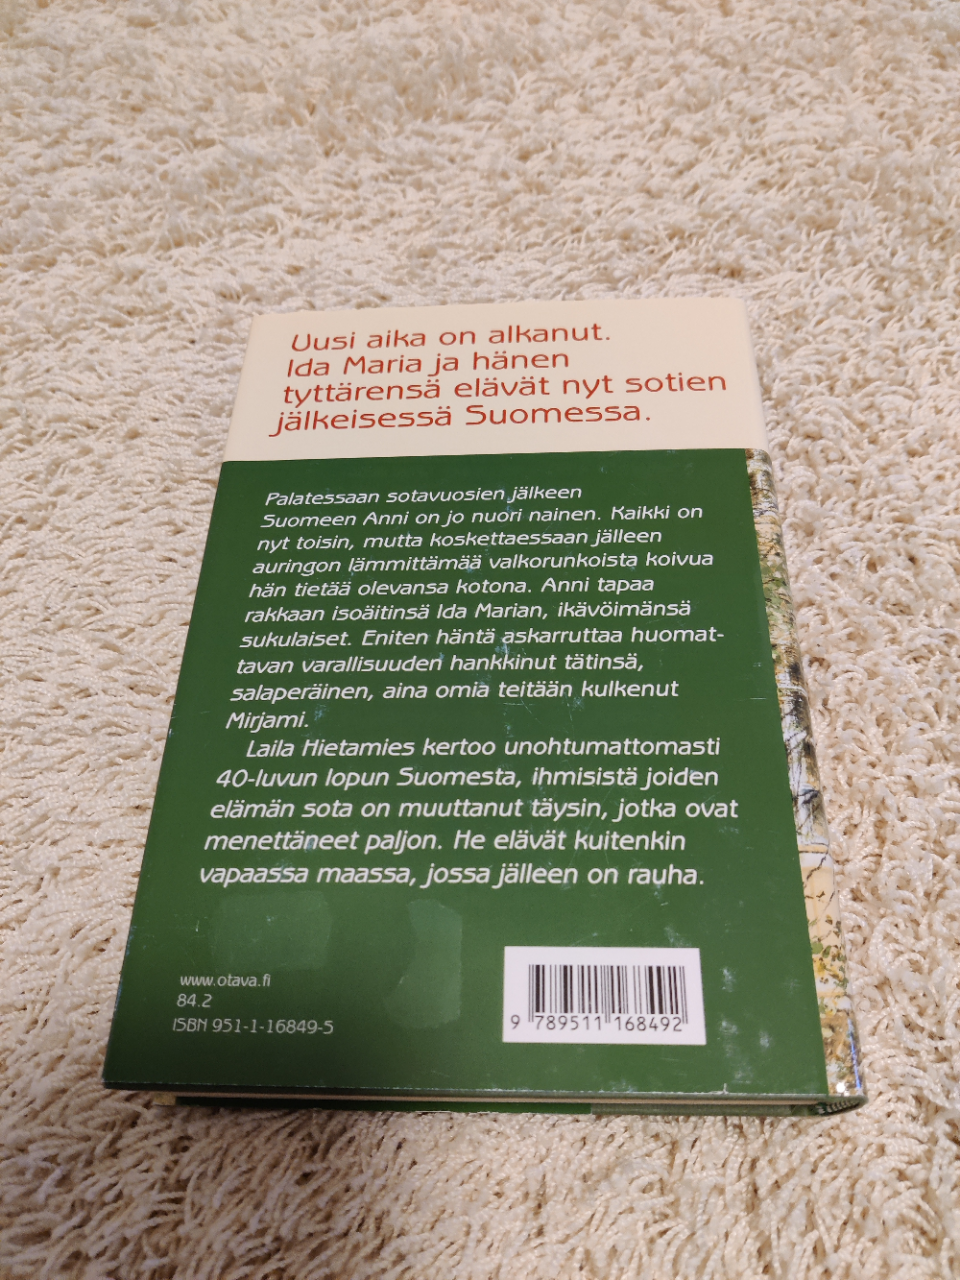 Uusi aika on alkanut.
Ida Maria ja hänen
tyttärensä elävät nyt sotien
jälkeisessä Suomessa.
Palatessaan sotavuosien jälkeen
Suomeen Anni on jo nuori nainen. Kaikki on
nyt toisin, mutta koskettaessaan jälleen
auringon lämmittämää valkorunkoista koivua
hän tietää olevansa kotona. Anni tapaa
rakkaan isoäitinsä Ida Marian, ikävöimänsä
sukulaiset. Eniten häntä askarruttaa huomat-
tavan varallisuuden hankkinut tätinsä,
salaperäinen, aina omia teitään kulkenut
Mirjami.
Laila Hietamies kertoo unohtumattomasti
40-luvun lopun Suomesta, ihmisistä joiden
elämän sota on muuttanut täysin, jotka ovat
menettäneet paljon. He elävät kuitenkin
vapaassa maassa, jossa jälleen on rauha.
www.otava.fi
84.2
ISBN 951-1-16849-5
9 789511 168492